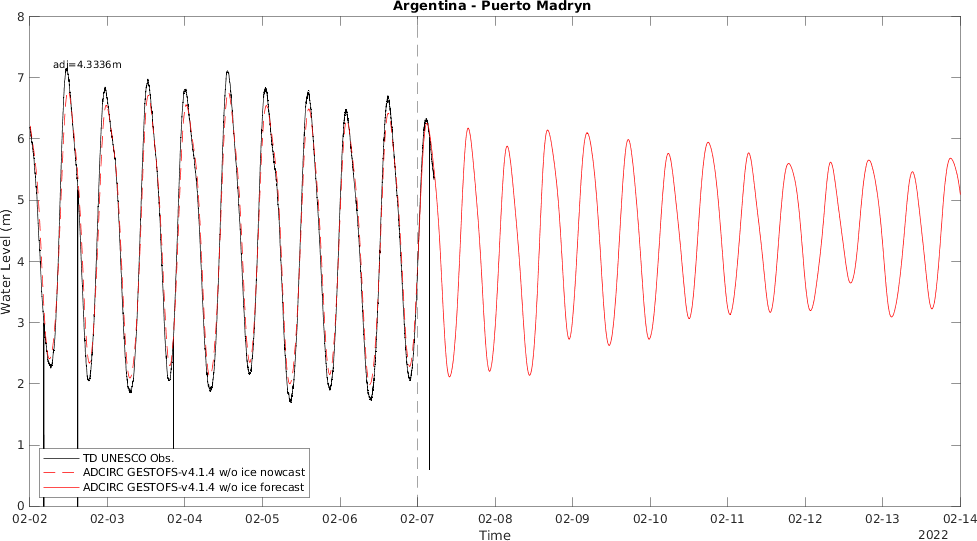 Argentina - Puerto Madryn
8
adj=4.3336m
7
6
5
4
3
2
1
0
Water Level (m)
TD UNESCO Obs.
ADCIRC GESTOFS-v4.1.4 w/o ice nowcast
ADCIRC GESTOFS-v4.1.4 w/o ice forecast
02-02 02-03 02-04 02-05 02-06 02-07 02-08 02-09 02-10 02-11 02-12 02-13 02-14
Time
2022